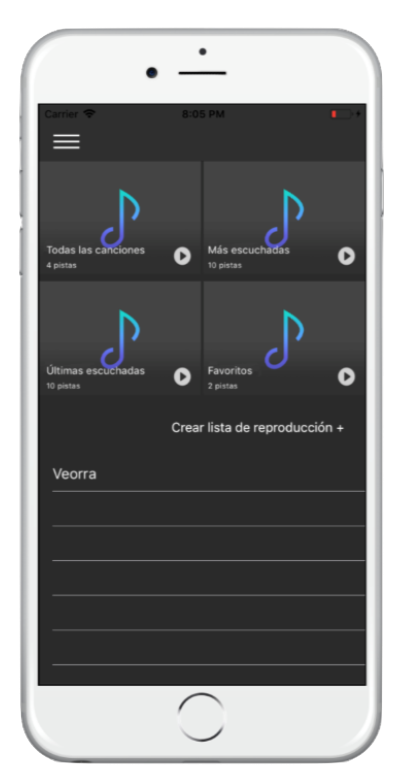 Carrier 8:05 PM
Todas las canciones
4 pistas
Más escuchadas
10 pistas
Últimas escuchadas
10 pistas
Favoritos
2 pistas
Crear lista de reproducción +
Veorra